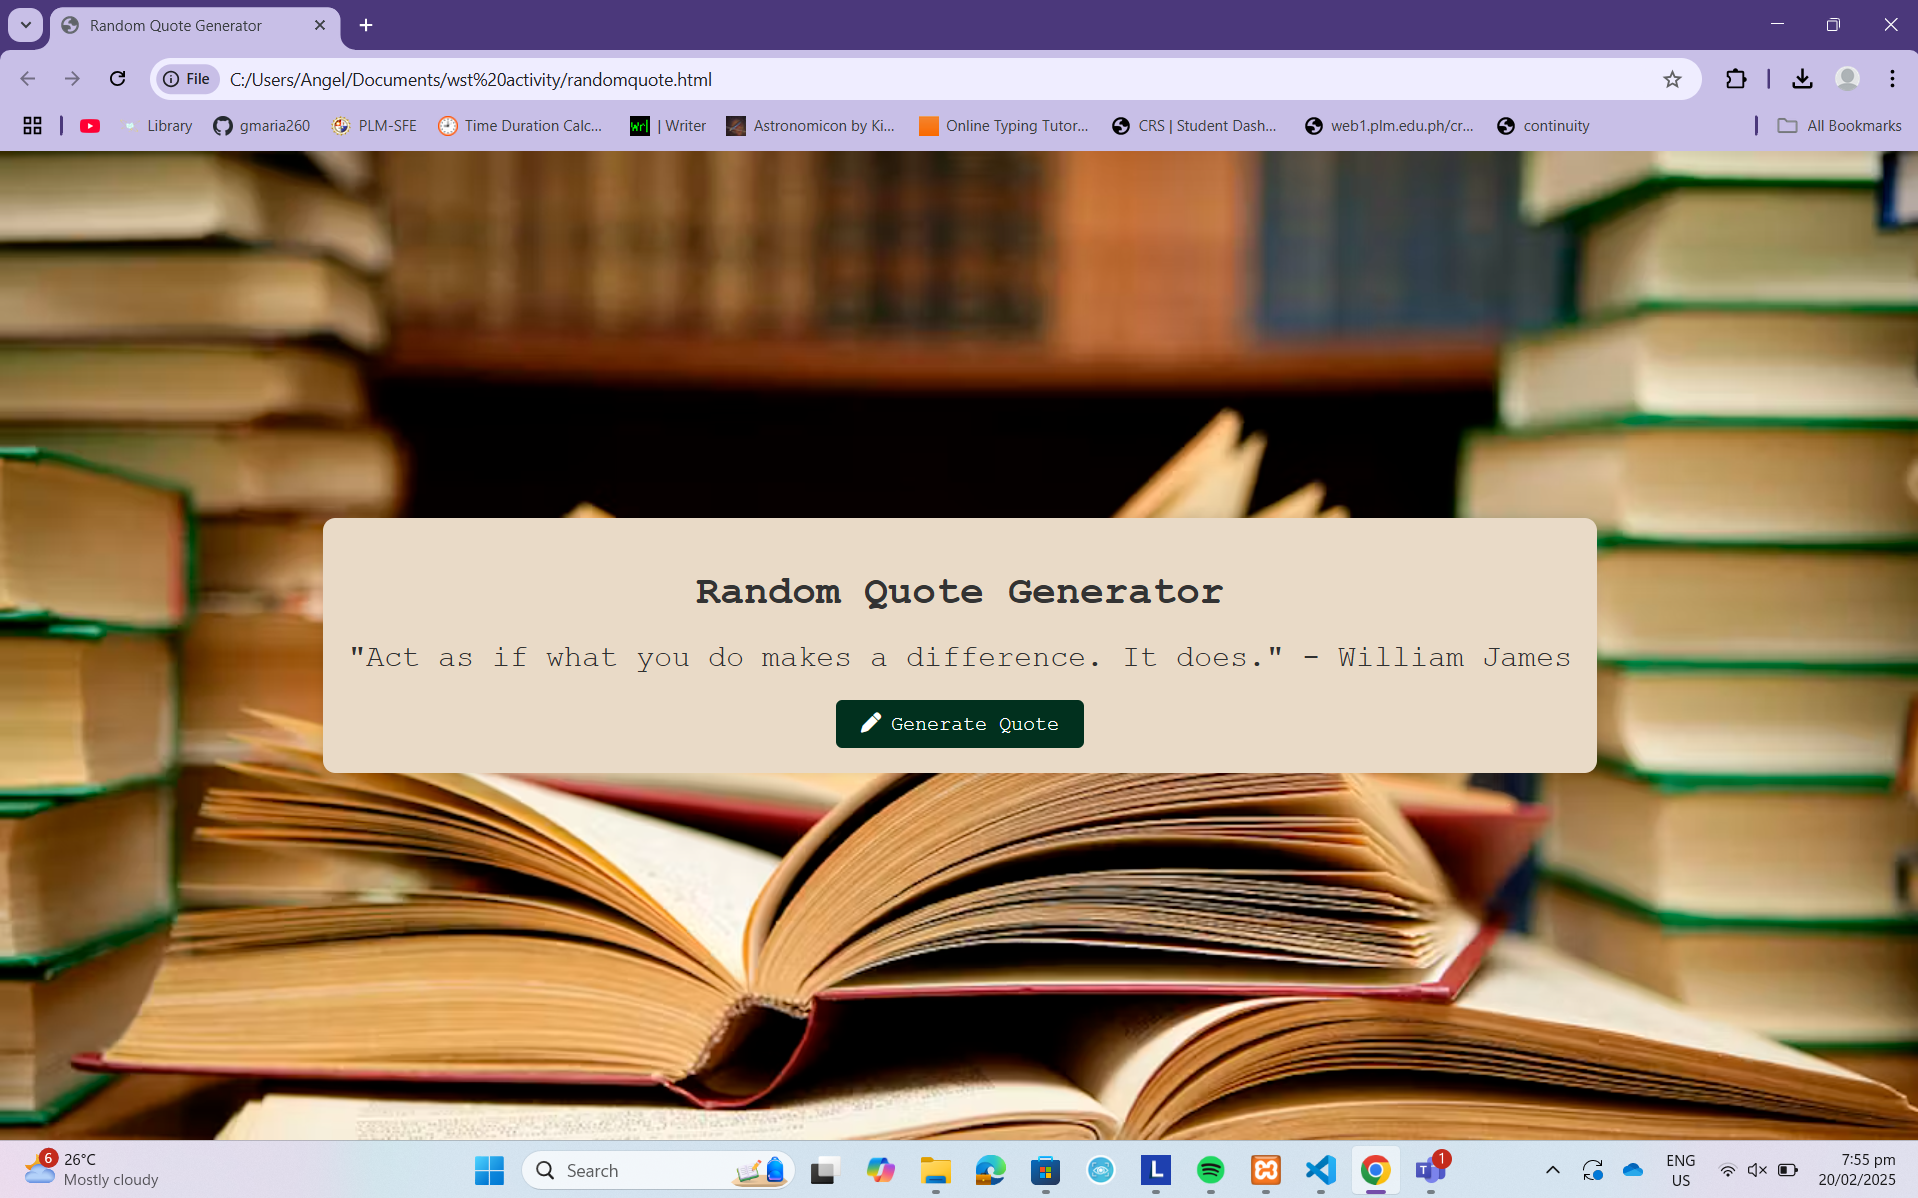 Random Quote Generator
File C:/Users/Angel/Documents/wst%20activity/randomquote.html
Library gmaria260 PLM-SFE Time Duration Calc... Wr| | Writer Astronomicon by Ki... Online Typing Tutor... CRS | Student Dash... web1.plm.edu.ph/cr... continuity All Bookmarks
Random Quote Generator
"Act as if what you do makes a difference. It does." - William James
Generate Quote
6 26°C
Mostly cloudy
Search
L
T 1
ENG
US
7:55 pm
20/02/2025